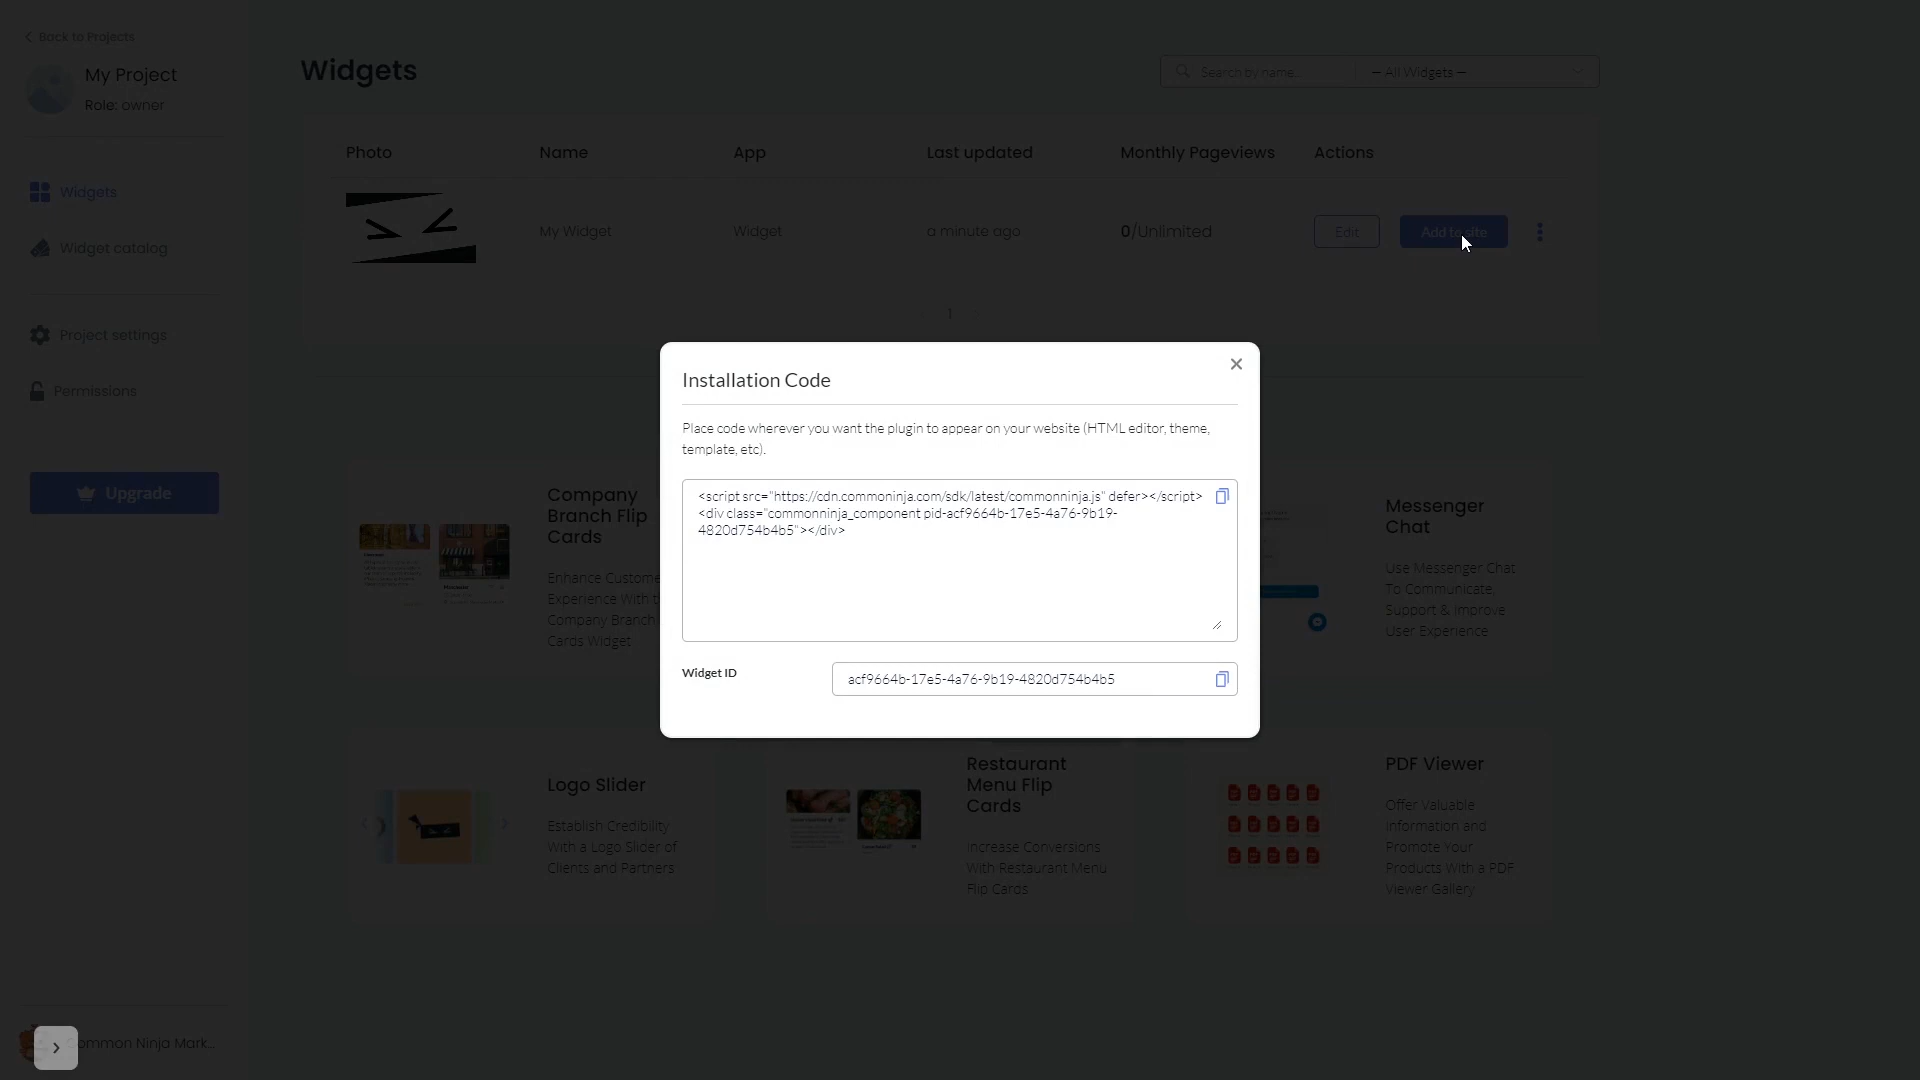 Back to Projects
My Project
Role: owner
Widgets
Widget catalog
Project settings
Permissions
Upgrade
Widgets
Search by name...
— All Widgets —
Photo
Name
App
Last updated
Monthly Pageviews
Actions
My Widget
Widget
a minute ago
0/Unlimited
Edit
Add to site
1
Installation Code
Place code wherever you want the plugin to appear on your website (HTML editor, theme,
template, etc).
<script src="https://cdn.commoninja.com/sdk/latest/commonninja.js" defer></script>
<div class="commonninja_component pid-acf9664b-17e5-4a76-9b19-
4820d754b4b5"></div>
Widget ID
acf9664b-17e5-4a76-9b19-4820d754b4b5
Company
Branch Flip
Cards
Enhance Custome
Experience With t
Company Branch
Cards Widget
Messenger
Chat
Use Messenger Chat
To Communicate,
Support & Improve
User Experience
Logo Slider
Establish Credibility
With a Logo Slider of
Clients and Partners
Restaurant
Menu Flip
Cards
Increase Conversions
With Restaurant Menu
Flip Cards
PDF Viewer
Offer Valuable
Information and
Promote Your
Products With a PDF
Viewer Gallery
ommon Ninja Mark...